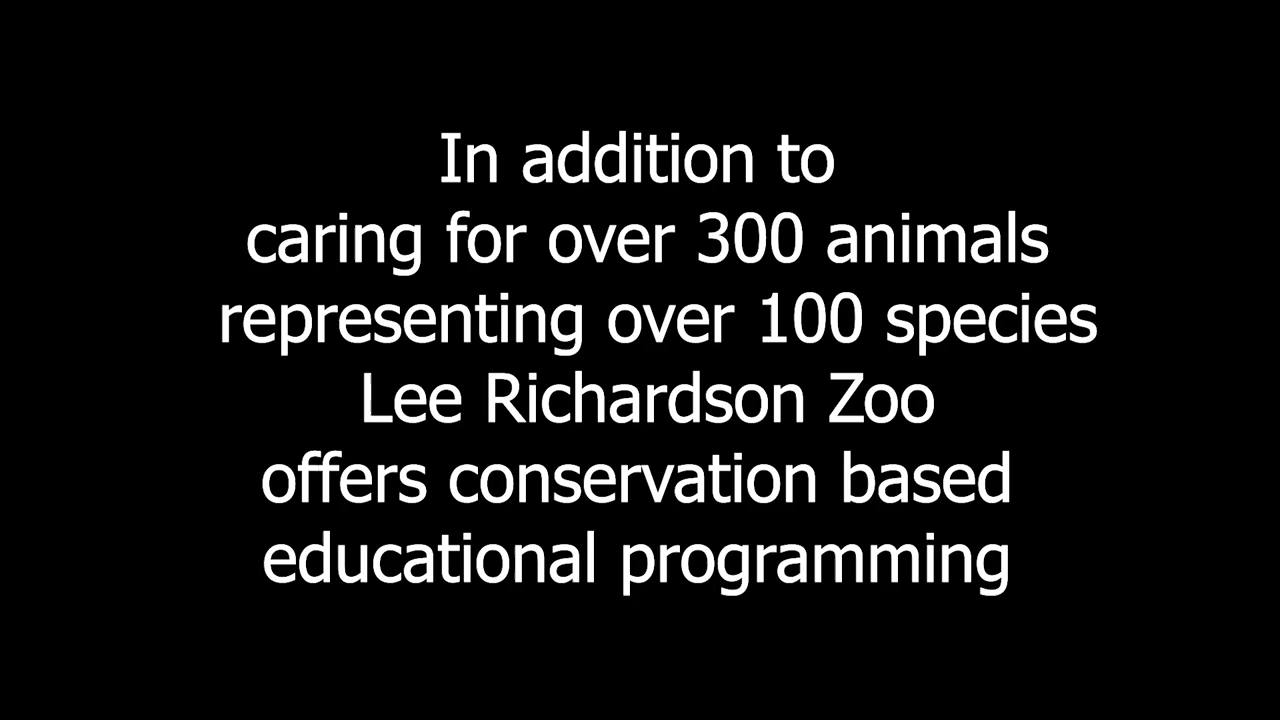 In addition to
caring for over 300 animals
representing over 100 species
Lee Richardson Zoo
offers conservation based
educational programming